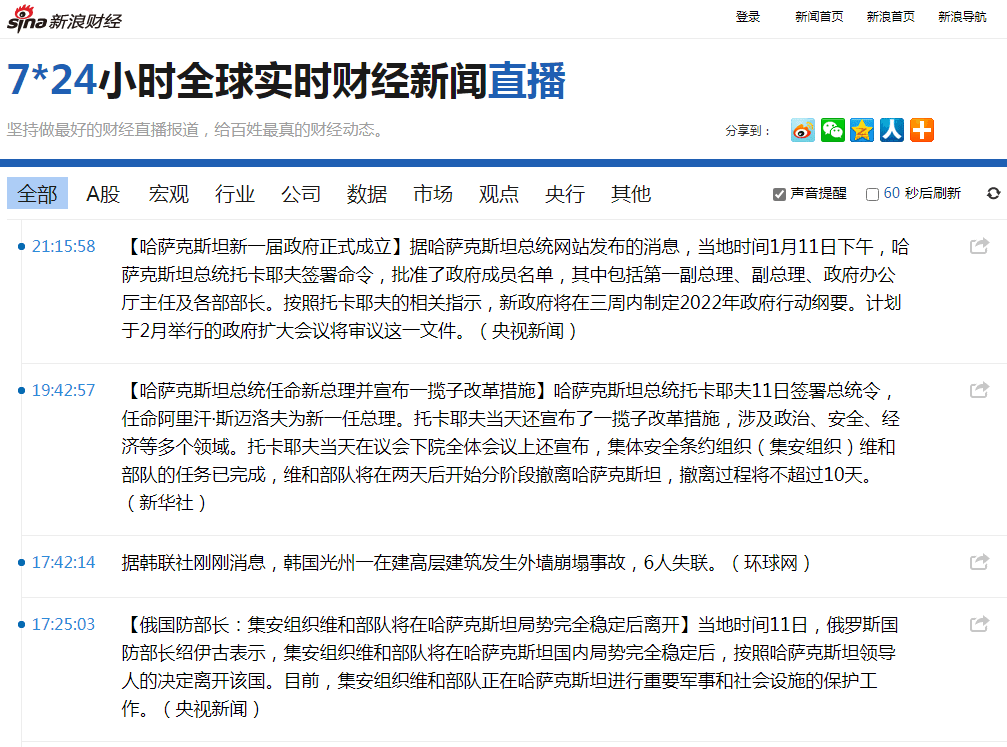 sina新浪财经
登录 新闻首页 新浪首页 新浪导航
7*24小时全球实时财经新闻直播
坚持做最好的财经直播报道，给百姓最真的财经动态。
分享到：
全部 A股 宏观 行业 公司 数据 市场 观点 央行 其他 声音提醒 60 秒后刷新
21:15:58 【哈萨克斯坦新一届政府正式成立】据哈萨克斯坦总统网站发布的消息，当地时间1月11日下午，哈
萨克斯坦总统托卡耶夫签署命令，批准了政府成员名单，其中包括第一副总理、副总理、政府办公
厅主任及各部部长。按照托卡耶夫的相关指示，新政府将在三周内制定2022年政府行动纲要。计划
于2月举行的政府扩大会议将审议这一文件。（央视新闻）
19:42:57 【哈萨克斯坦总统任命新总理并宣布一揽子改革措施】哈萨克斯坦总统托卡耶夫11日签署总统令，
任命阿里汗·斯迈洛夫为新一任总理。托卡耶夫当天还宣布了一揽子改革措施，涉及政治、安全、经
济等多个领域。托卡耶夫当天在议会下院全体会议上还宣布，集体安全条约组织（集安组织）维和
部队的任务已完成，维和部队将在两天后开始分阶段撤离哈萨克斯坦，撤离过程将不超过10天。
（新华社）
17:42:14 据韩联社刚刚消息，韩国光州一在建高层建筑发生外墙崩塌事故，6人失联。（环球网）
17:25:03 【俄国防部长：集安组织维和部队将在哈萨克斯坦局势完全稳定后离开】当地时间11日，俄罗斯国
防部长绍伊古表示，集安组织维和部队将在哈萨克斯坦国内局势完全稳定后，按照哈萨克斯坦领导
人的决定离开该国。目前，集安组织维和部队正在哈萨克斯坦进行重要军事和社会设施的保护工
作。（央视新闻）